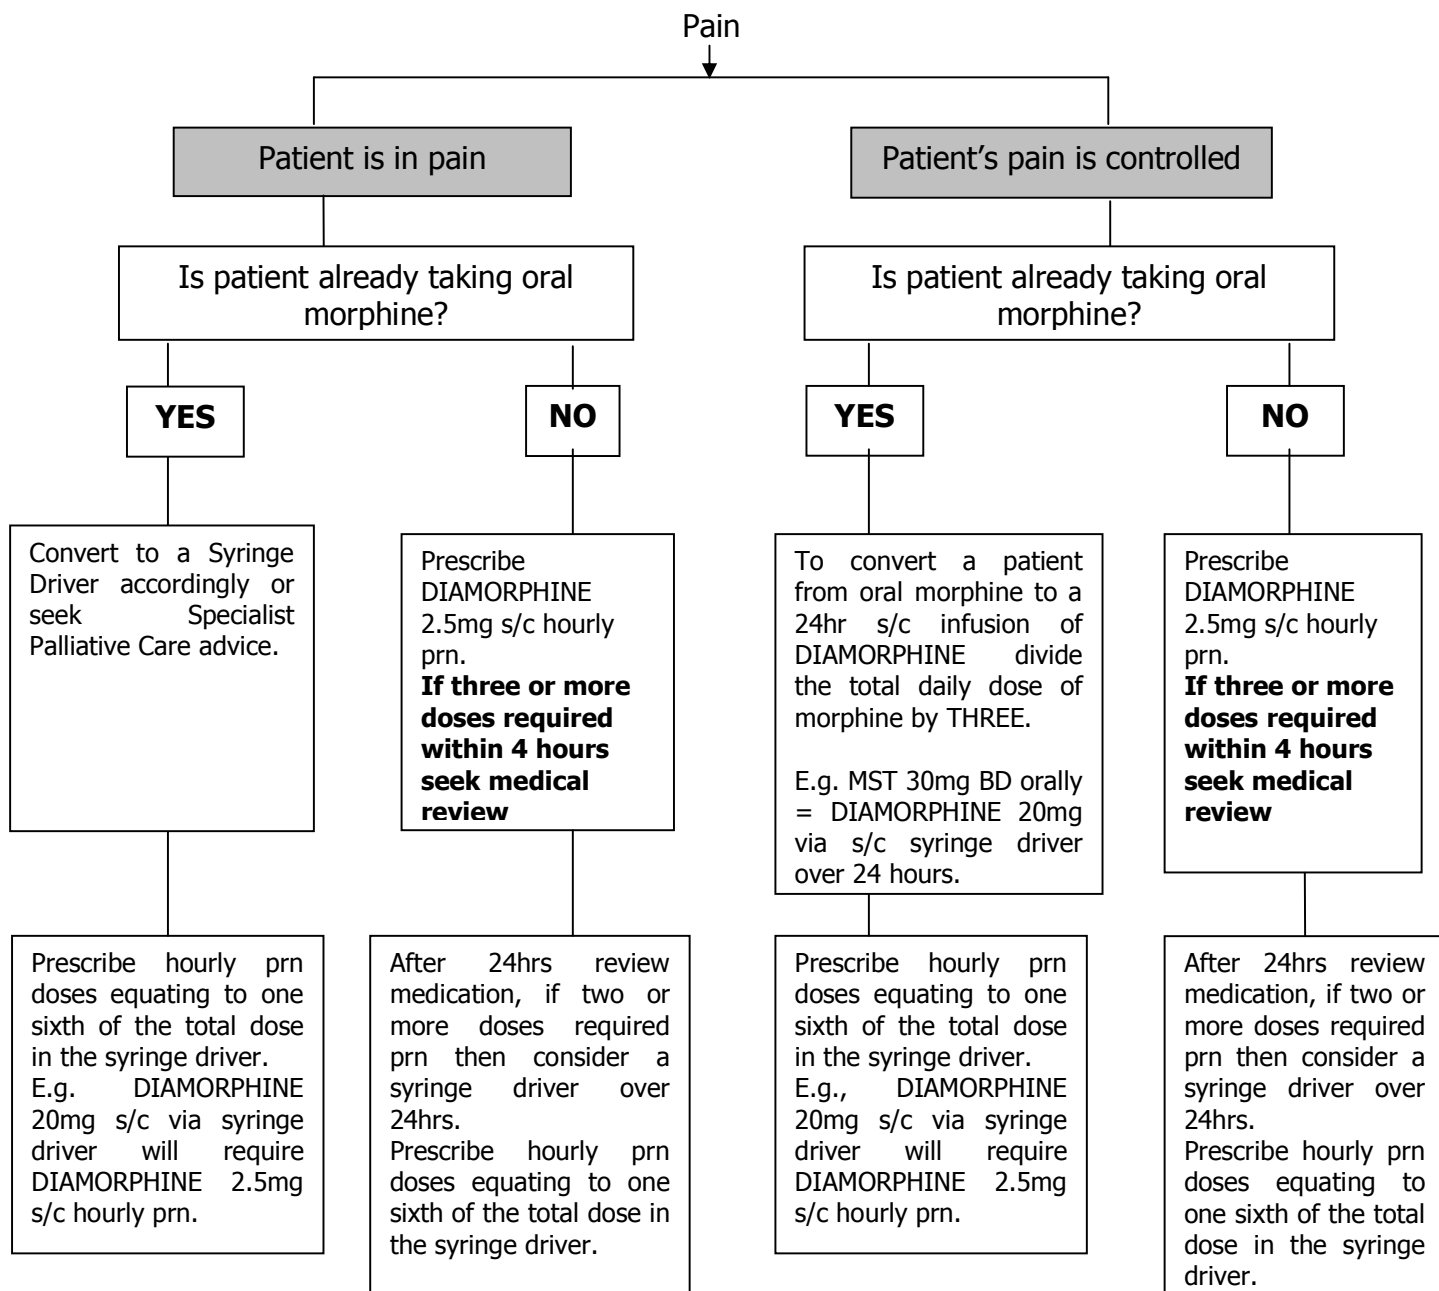 Pain
Patient is in pain
Patient's pain is controlled
Is patient already taking oral
morphine?
Is patient already taking oral
morphine?
YES
NO
YES
NO
Convert to a Syringe
Driver accordingly or
seek Specialist
Palliative Care advice.
Prescribe
DIAMORPHINE
2.5mg s/c hourly
prn.
If three or more
doses required
within 4 hours
seek medical
review
To convert a patient
from oral morphine to a
24hr s/c infusion of
DIAMORPHINE divide
the total daily dose of
morphine by THREE.
E.g. MST 30mg BD orally
= DIAMORPHINE 20mg
via s/c syringe driver
over 24 hours.
Prescribe
DIAMORPHINE
2.5mg s/c hourly
prn.
If three or more
doses required
within 4 hours
seek medical
review
Prescribe hourly prn
doses equating to one
sixth of the total dose
in the syringe driver.
E.g. DIAMORPHINE
20mg s/c via syringe
driver will require
DIAMORPHINE 2.5mg
s/c hourly prn.
After 24hrs review
medication, if two or
more doses required
prn then consider a
syringe driver over
24hrs.
Prescribe hourly prn
doses equating to one
sixth of the total dose in
the syringe driver.
Prescribe hourly prn
doses equating to one
sixth of the total dose
in the syringe driver.
E.g., DIAMORPHINE
20mg s/c via syringe
driver will require
DIAMORPHINE 2.5mg
s/c hourly prn.
After 24hrs review
medication, if two or
more doses required
prn then consider a
syringe driver over
24hrs.
Prescribe hourly prn
doses equating to
one sixth of the total
dose in the syringe
driver.